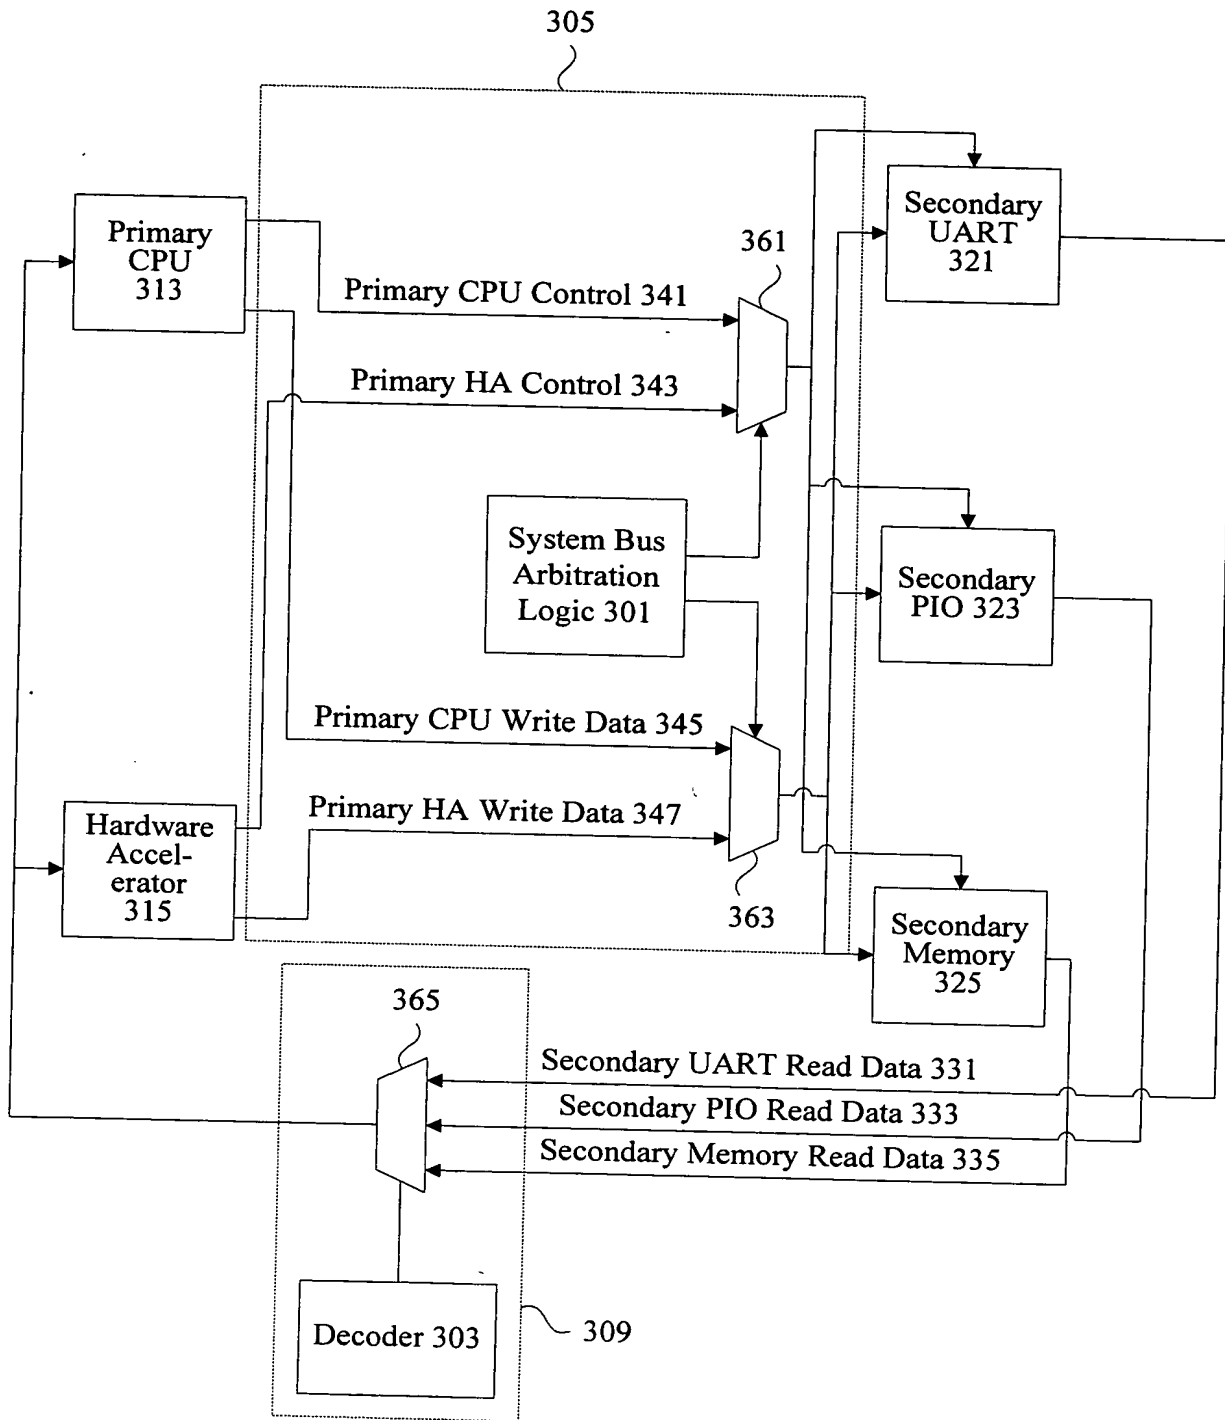 305
Primary
CPU
313
Secondary
UART
321
361
Primary CPU Control 341
Primary HA Control 343
System Bus
Arbitration
Logic 301
Secondary
PIO 323
Primary CPU Write Data 345
Primary HA Write Data 347
Hardware
Accel-
erator
315
363
Secondary
Memory
325
365
Secondary UART Read Data 331
Secondary PIO Read Data 333
Secondary Memory Read Data 335
Decoder 303
309